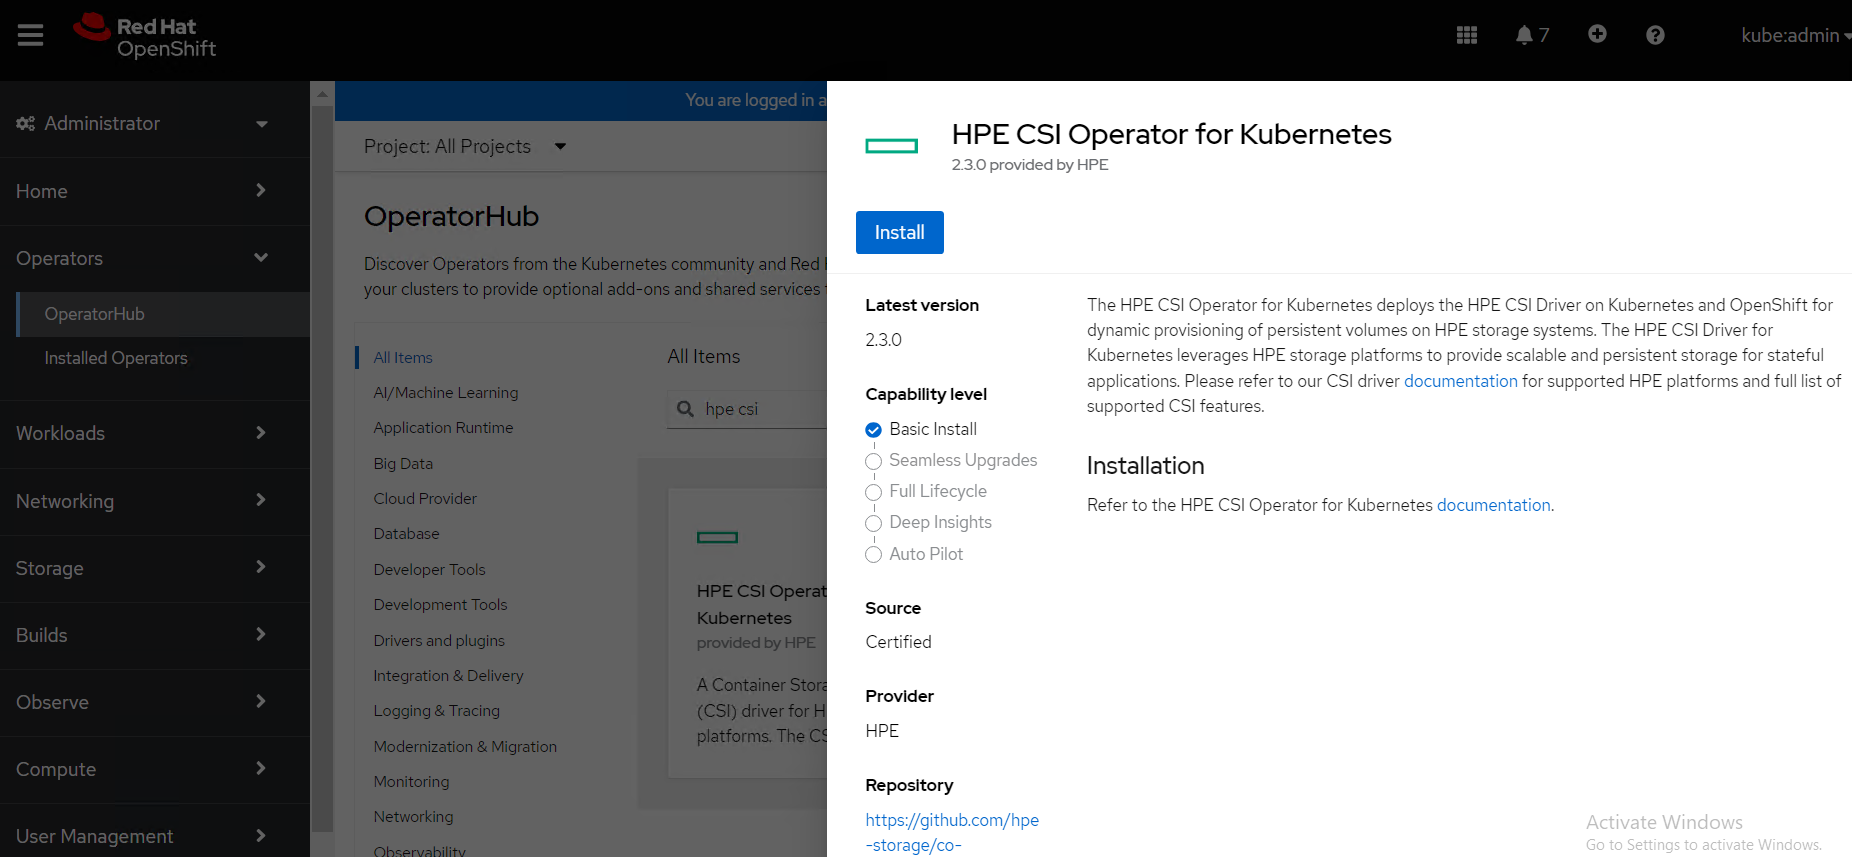 Red Hat
OpenShift
7
kube:admin
Administrator
Home
Operators
OperatorHub
Installed Operators
Workloads
Networking
Storage
Builds
Observe
Compute
User Management
You are logged in a
Project: All Projects
OperatorHub
Discover Operators from the Kubernetes community and Red
your clusters to provide optional add-ons and shared services
All Items
AI/Machine Learning
Application Runtime
Big Data
Cloud Provider
Database
Developer Tools
Development Tools
Drivers and plugins
Integration & Delivery
Logging & Tracing
Modernization & Migration
Monitoring
Networking
Observability
All Items
hpe csi
HPE CSI Operat
Kubernetes
provided by HPE
A Container Stora
(CSI) driver for H
platforms. The CS
HPE CSI Operator for Kubernetes
2.3.0 provided by HPE
Install
Latest version
2.3.0
Capability level
Basic Install
Seamless Upgrades
Full Lifecycle
Deep Insights
Auto Pilot
Source
Certified
Provider
HPE
Repository
https://github.com/hpe
-storage/co-
The HPE CSI Operator for Kubernetes deploys the HPE CSI Driver on Kubernetes and OpenShift for
dynamic provisioning of persistent volumes on HPE storage systems. The HPE CSI Driver for
Kubernetes leverages HPE storage platforms to provide scalable and persistent storage for stateful
applications. Please refer to our CSI driver documentation for supported HPE platforms and full list of
supported CSI features.
Installation
Refer to the HPE CSI Operator for Kubernetes documentation.
Activate Windows
Go to Settings to activate Windows.